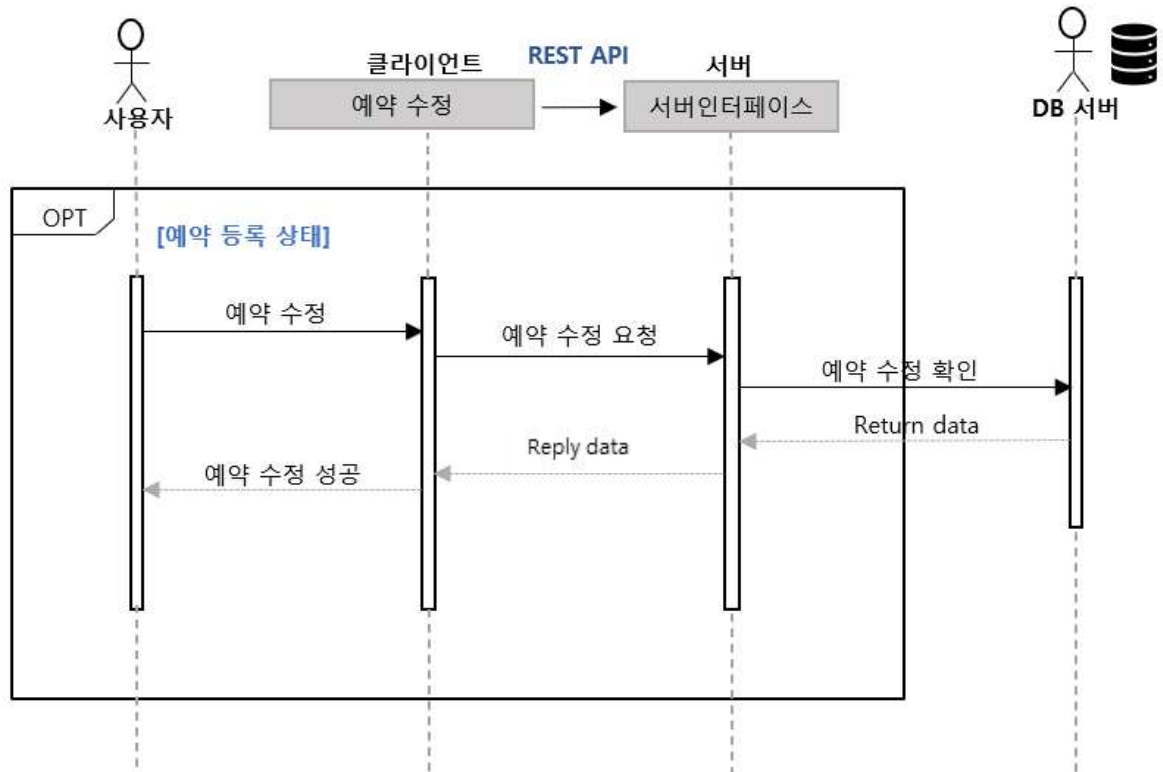 클라이언트
REST API
서버
예약 수정
서버인터페이스
사용자
DB 서버
OPT
[예약 등록 상태]
예약 수정
예약 수정 요청
예약 수정 확인
Return data
Reply data
예약 수정 성공